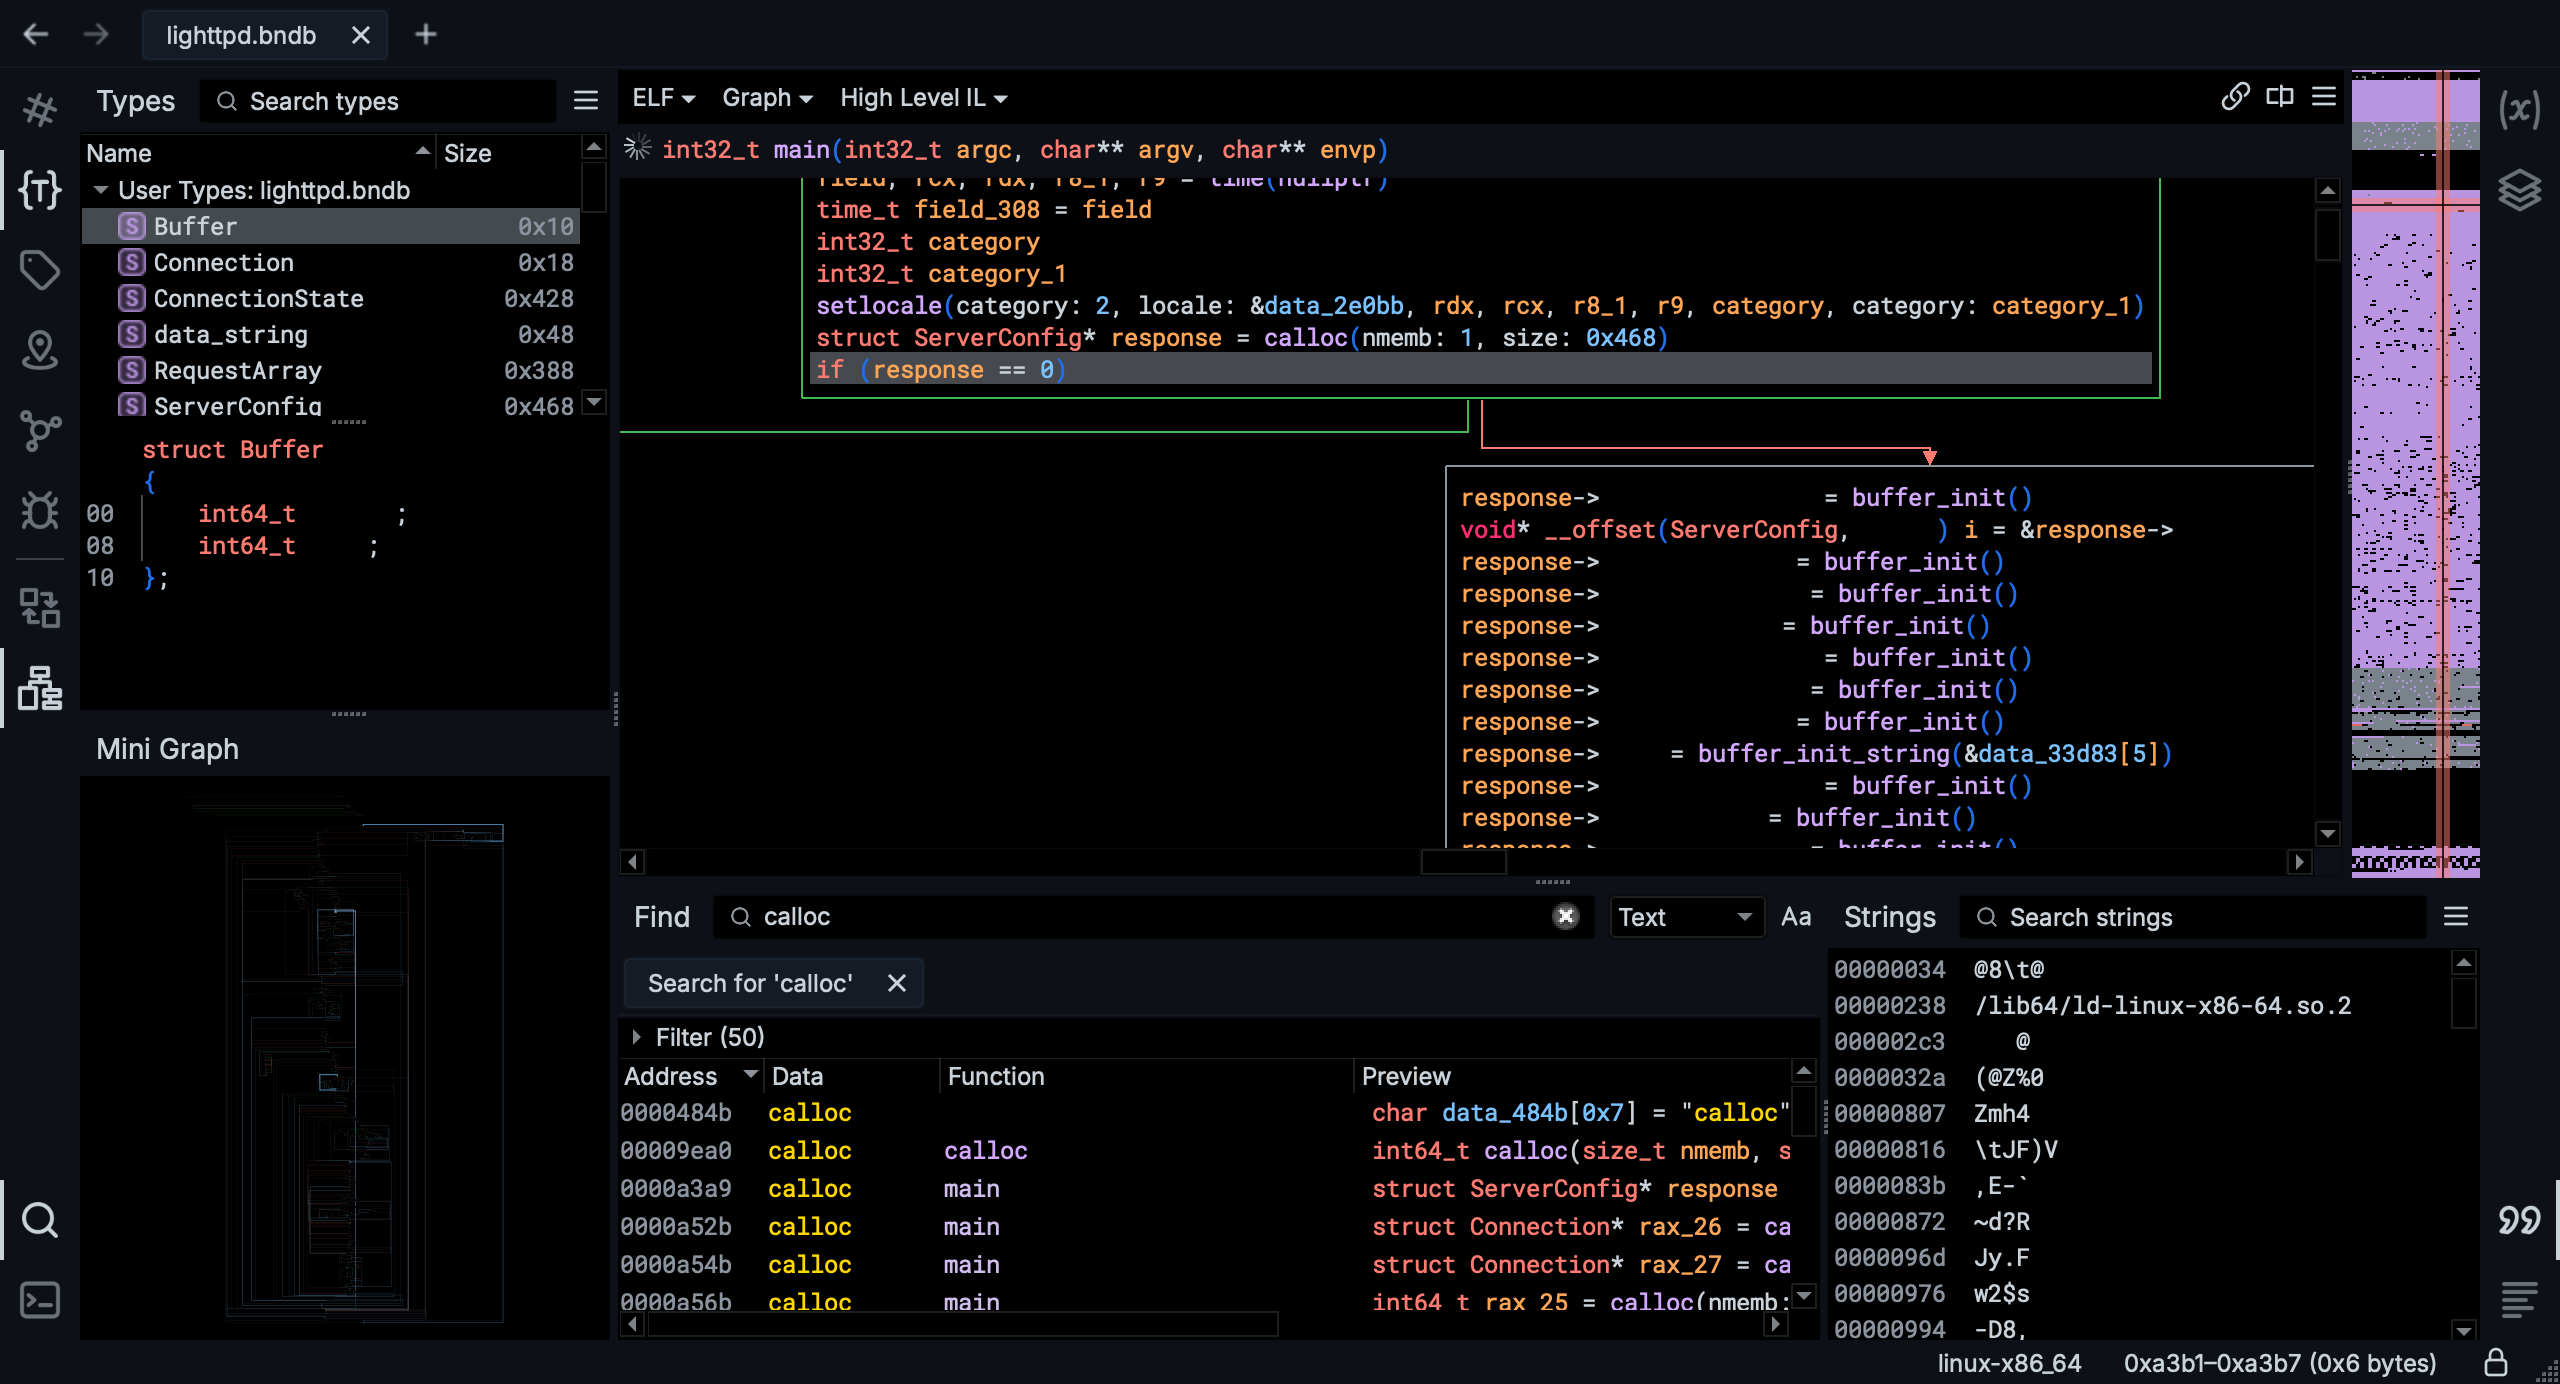 lighttpd.bndb
Types
Search types
Name Size
User Types: lighttpd.bndb
S Buffer 0x10
S Connection 0x18
S ConnectionState 0x428
S data_string 0x48
S RequestArray 0x388
S ServerConfig 0x468
struct Buffer
{
00 int64_t ;
08 int64_t ;
10 };
Mini Graph
ELF Graph High Level IL
int32_t main(int32_t argc, char** argv, char** envp)
field, rcx, rdx, r8_1, r9 = time(nullptr)
time_t field_308 = field
int32_t category
int32_t category_1
setlocale(category: 2, locale: &data_2e0bb, rdx, rcx, r8_1, r9, category, category: category_1)
struct ServerConfig* response = calloc(nmemb: 1, size: 0x468)
if (response == 0)
response-> = buffer_init()
void* __offset(ServerConfig, ) i = &response->
response-> = buffer_init()
response-> = buffer_init()
response-> = buffer_init()
response-> = buffer_init()
response-> = buffer_init()
response-> = buffer_init()
response-> = buffer_init_string(&data_33d83[5])
response-> = buffer_init()
response-> = buffer_init()
response-> = buffer_init()
Find
calloc
Text Aa
Search for 'calloc'
Filter (50)
Address Data Function Preview
0000484b calloc char data_484b[0x7] = "calloc"
00009ea0 calloc calloc int64_t calloc(size_t nmemb, s
0000a3a9 calloc main struct ServerConfig* response
0000a52b calloc main struct Connection* rax_26 = ca
0000a54b calloc main struct Connection* rax_27 = ca
0000a56b calloc main int64_t rax_25 = calloc(nmemb:
Strings
Search strings
00000034 @8\t@
00000238 /lib64/ld-linux-x86-64.so.2
000002c3 @
0000032a (@Z%0
00000807 Zmh4
00000816 \tJF)V
0000083b ,E-`
00000872 ~d?R
0000096d Jy.F
00000976 w2$s
00000994 -D8,
linux-x86_64 0xa3b1–0xa3b7 (0x6 bytes)